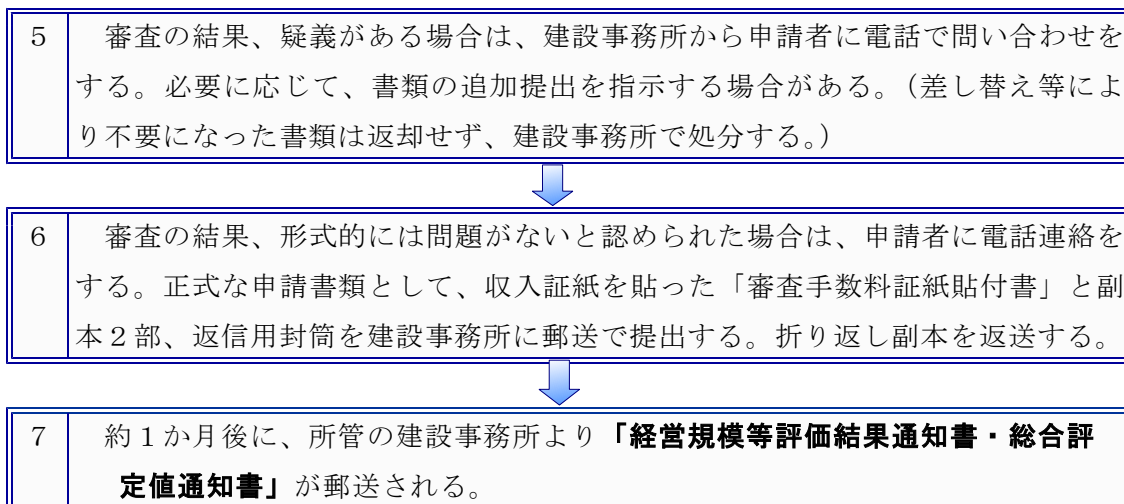 5 審査の結果、疑義がある場合は、建設事務所から申請者に電話で問い合わせを
する。必要に応じて、書類の追加提出を指示する場合がある。（差し替え等によ
り不要になった書類は返却せず、建設事務所で処分する。）
6 審査の結果、形式的には問題がないと認められた場合は、申請者に電話連絡を
する。正式な申請書類として、収入証紙を貼った「審査手数料証紙貼付書」と副
本２部、返信用封筒を建設事務所に郵送で提出する。折り返し副本を返送する。
7 約１か月後に、所管の建設事務所より「経営規模等評価結果通知書・総合評
定値通知書」が郵送される。